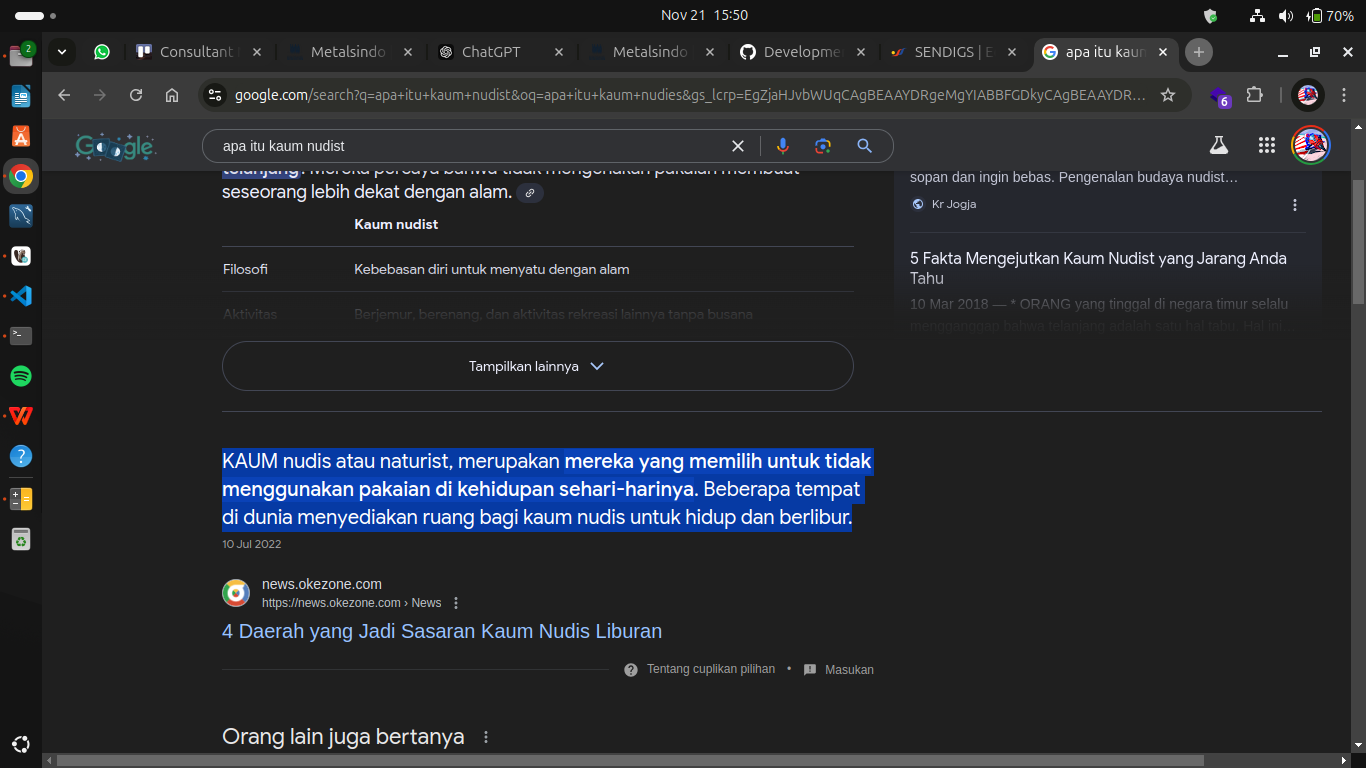 Nov 21 15:50
70%
2
Consultant
Metalsindo
ChatGPT
Metalsindo
Developme
SENDIGS | E
apa itu kaum
google.com/search?q=apa+itu+kaum+nudist&oq=apa+itu+kaum+nudies&gs_lcrp=EgZjaHJvbWUqCAgBEAAYDRgeMgYIABBFGDkyCAgBEAAYDR...
6
Google
apa itu kaum nudist
telanjang. Mereka percaya bahwa tidak mengenakan pakaian membuat
seseorang lebih dekat dengan alam.
Kaum nudist
Filosofi Kebebasan diri untuk menyatu dengan alam
Aktivitas Berjemur, berenang, dan aktivitas rekreasi lainnya tanpa busana
Tampilkan lainnya
sopan dan ingin bebas. Pengenalan budaya nudist...
Kr Jogja
5 Fakta Mengejutkan Kaum Nudist yang Jarang Anda
Tahu
10 Mar 2018 — * ORANG yang tinggal di negara timur selalu
menganggap bahwa telanjang adalah satu hal tabu. Hal ini...
KAUM nudis atau naturist, merupakan mereka yang memilih untuk tidak
menggunakan pakaian di kehidupan sehari-harinya. Beberapa tempat
di dunia menyediakan ruang bagi kaum nudis untuk hidup dan berlibur.
10 Jul 2022
news.okezone.com
https://news.okezone.com › News
4 Daerah yang Jadi Sasaran Kaum Nudis Liburan
Tentang cuplikan pilihan • Masukan
Orang lain juga bertanya